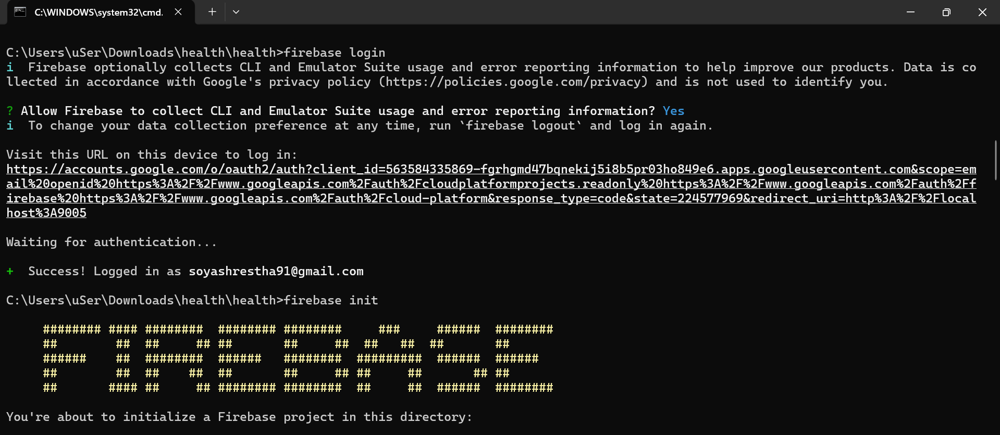 C:\WINDOWS\system32\cmd.
C:\Users\uSer\Downloads\health\health>firebase login
i  Firebase optionally collects CLI and Emulator Suite usage and error reporting information to help improve our products. Data is co
llected in accordance with Google's privacy policy (https://policies.google.com/privacy) and is not used to identify you.
? Allow Firebase to collect CLI and Emulator Suite usage and error reporting information? Yes
i  To change your data collection preference at any time, run `firebase logout` and log in again.
Visit this URL on this device to log in:
https://accounts.google.com/o/oauth2/auth?client_id=563584335869-fgrhgmd47bqnekij5i8b5pr03ho849e6.apps.googleusercontent.com&scope=em
ail%20openid%20https%3A%2F%2Fwww.googleapis.com%2Fauth%2Fcloudplatformprojects.readonly%20https%3A%2F%2Fwww.googleapis.com%2Fauth%2Ff
irebase%20https%3A%2F%2Fwww.googleapis.com%2Fauth%2Fcloud-platform&response_type=code&state=224577969&redirect_uri=http%3A%2F%2Flocal
host%3A9005
Waiting for authentication...
+  Success! Logged in as soyashrestha91@gmail.com
C:\Users\uSer\Downloads\health\health>firebase init
     ######## #### ########  ######## ########     ###     ######  ########
     ##        ##  ##     ## ##       ##     ##  ##   ##  ##       ##
     ######    ##  ########  ######   ########  #########  ######  ######
     ##        ##  ##    ##  ##       ##     ## ##     ##       ## ##
     ##       #### ##     ## ######## ########  ##     ##  ######  ########
You're about to initialize a Firebase project in this directory: